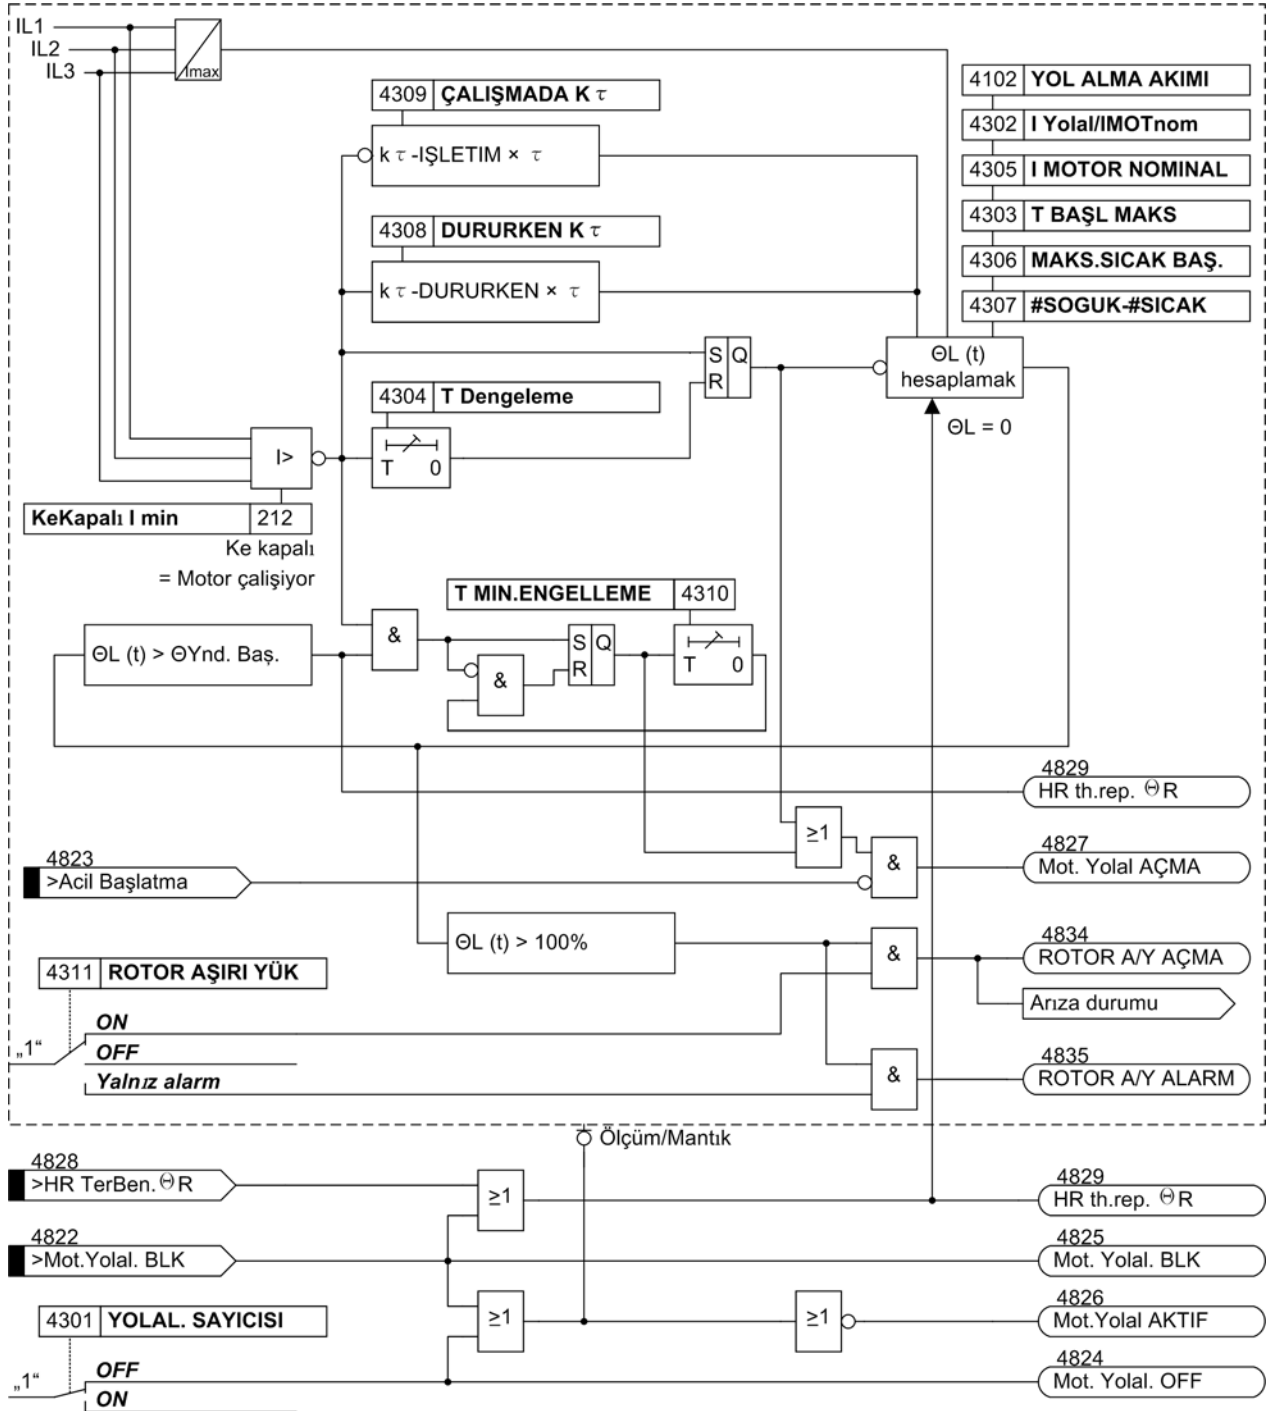 IL1
IL2
IL3
Imax
4309 ÇALIŞMADA K τ
k τ -IŞLETIM × τ
4308 DURURKEN K τ
k τ -DURURKEN × τ
4102 YOL ALMA AKIMI
4302 I Yolal/IMOTnom
4305 I MOTOR NOMINAL
4303 T BAŞL MAKS
4306 MAKS.SICAK BAŞ.
4307 #SOGUK-#SICAK
S Q
R
ΘL (t)
hesaplamak
ΘL = 0
4304 T Dengeleme
T 0
I>
KeKapalı I min 212
Ke kapalı
= Motor çalişiyor
T MIN.ENGELLEME 4310
ΘL (t) > ΘYnd. Baş.
&
S Q
R
&
T 0
4829
HR th.rep. ΘR
≥1
4827
Mot. Yolal AÇMA
&
4823
>Acil Başlatma
ΘL (t) > 100%
&
4834
ROTOR A/Y AÇMA
Arıza durumu
4311 ROTOR AŞIRI YÜK
„1“
ON
OFF
Yalnız alarm
&
4835
ROTOR A/Y ALARM
Ölçüm/Mantık
4828
>HR TerBen. ΘR
≥1
4829
HR th.rep. ΘR
4822
>Mot.Yolal. BLK
4825
Mot. Yolal. BLK
4301 YOLAL. SAYICISI
≥1
≥1
4826
Mot.Yolal AKTIF
„1“
OFF
ON
4824
Mot. Yolal. OFF